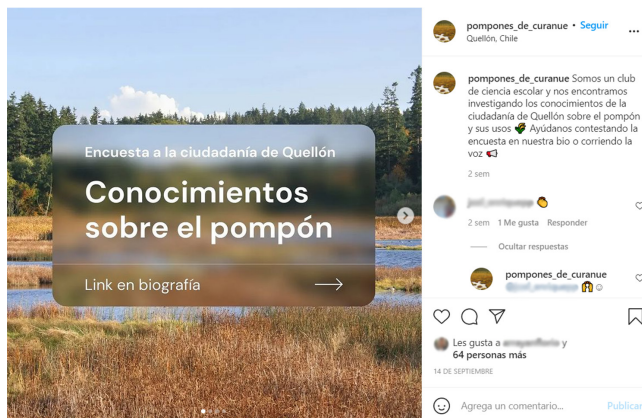 Encuesta a la ciudadanía de Quellón
Conocimientos
sobre el pompón
Link en biografía
pompones_de_curanue • Seguir
Quellón, Chile
pompones_de_curanue Somos un club
de ciencia escolar y nos encontramos
investigando los conocimientos de la
ciudadanía de Quellón sobre el pompón
y sus usos Ayúdanos contestando la
encuesta en nuestra bio o corriendo la
voz
2 sem
2 sem 1 Me gusta Responder
Ocultar respuestas
pompones_de_curanue
Les gusta a y
64 personas más
14 DE SEPTIEMBRE
Agrega un comentario...
Publicar